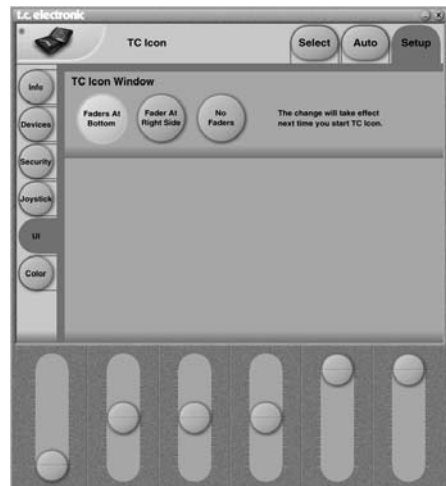 t.c. electronic
TC Icon
Select
Auto
Setup
Info
Devices
Security
Joystick
UI
Color
TC Icon Window
Faders At
Bottom
Fader At
Right Side
No
Faders
The change will take effect
next time you start TC Icon.